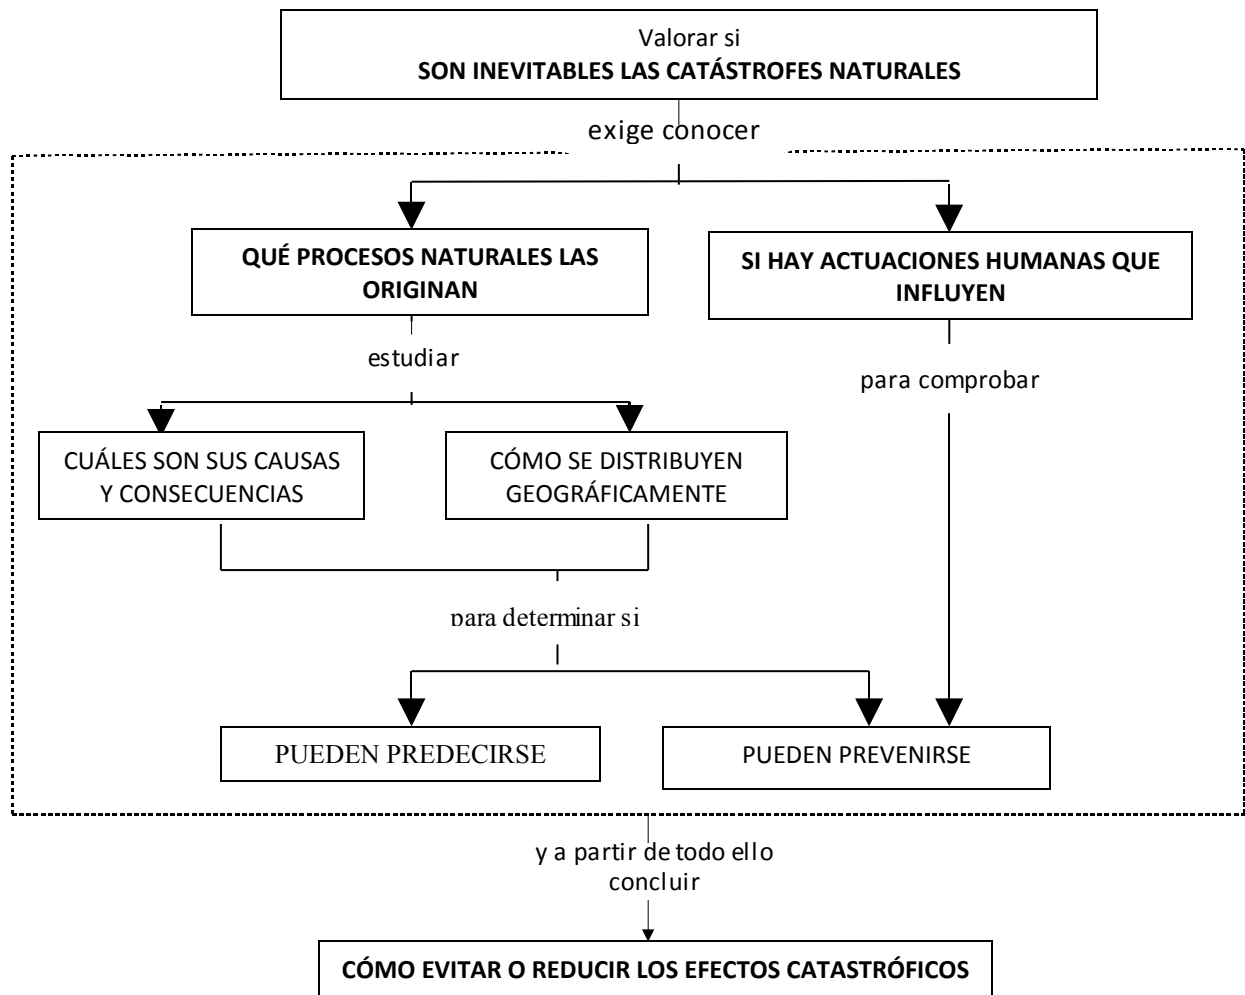 Valorar si
SON INEVITABLES LAS CATÁSTROFES NATURALES
exige conocer
QUÉ PROCESOS NATURALES LAS
ORIGINAN
SI HAY ACTUACIONES HUMANAS QUE
INFLUYEN
estudiar
para comprobar
CUÁLES SON SUS CAUSAS
Y CONSECUENCIAS
CÓMO SE DISTRIBUYEN
GEOGRÁFICAMENTE
para determinar si
PUEDEN PREDECIRSE
PUEDEN PREVENIRSE
y a partir de todo ello
concluir
CÓMO EVITAR O REDUCIR LOS EFECTOS CATASTRÓFICOS